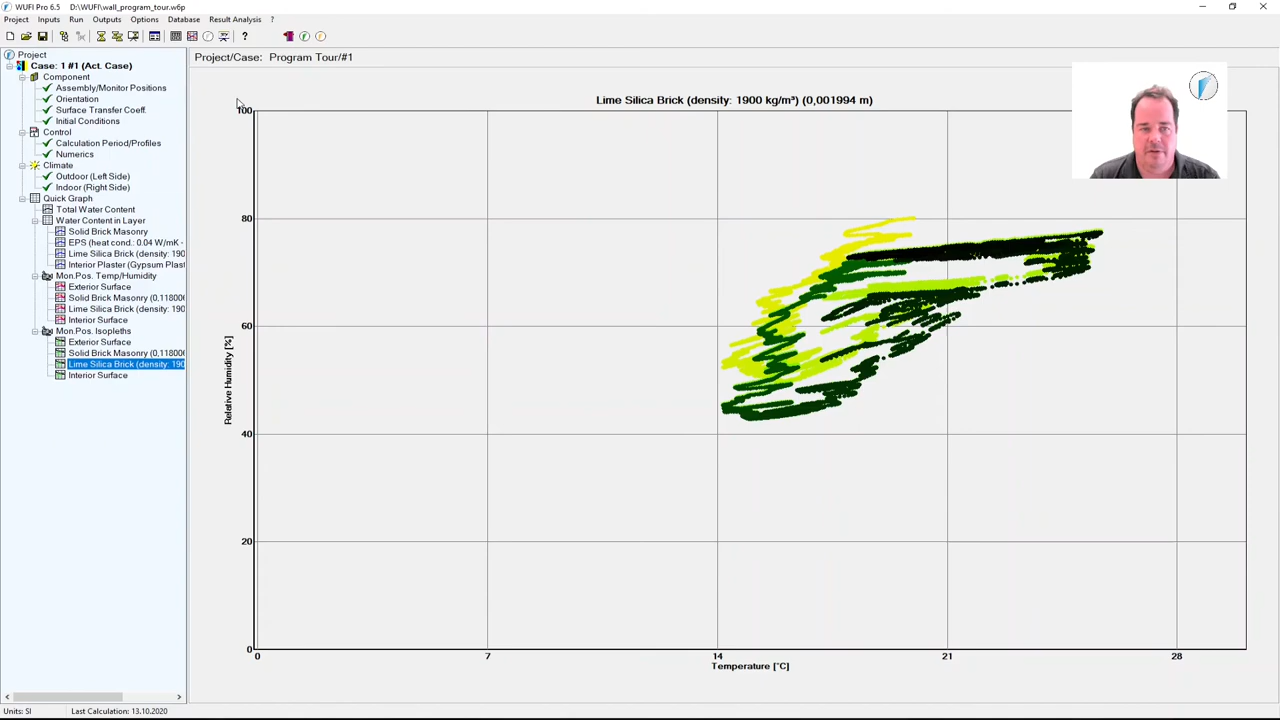 WUFI Pro 6.5 D:\WUFI\wall_program_tour.w6p
Project Inputs Run Outputs Options Database Result Analysis ?
Project/Case: Program Tour/#1
Project
Case: 1 #1 (Act. Case)
Component
Assembly/Monitor Positions
Orientation
Surface Transfer Coeff.
Initial Conditions
Control
Calculation Period/Profiles
Numerics
Climate
Outdoor (Left Side)
Indoor (Right Side)
Quick Graph
Total Water Content
Water Content in Layer
Solid Brick Masonry
EPS (heat cond.: 0.04 W/mK -
Lime Silica Brick (density: 190
Interior Plaster (Gypsum Plast
Mon.Pos. Temp/Humidity
Exterior Surface
Solid Brick Masonry (0,118006
Lime Silica Brick (density: 190
Interior Surface
Mon.Pos. Isopleths
Exterior Surface
Solid Brick Masonry (0,118006
Lime Silica Brick (density: 190
Interior Surface
Lime Silica Brick (density: 1900 kg/m³) (0,001994 m)
100
80
60
40
20
0
Relative Humidity [%]
0 7 14 21 28
Temperature [°C]
Units: SI Last Calculation: 13.10.2020